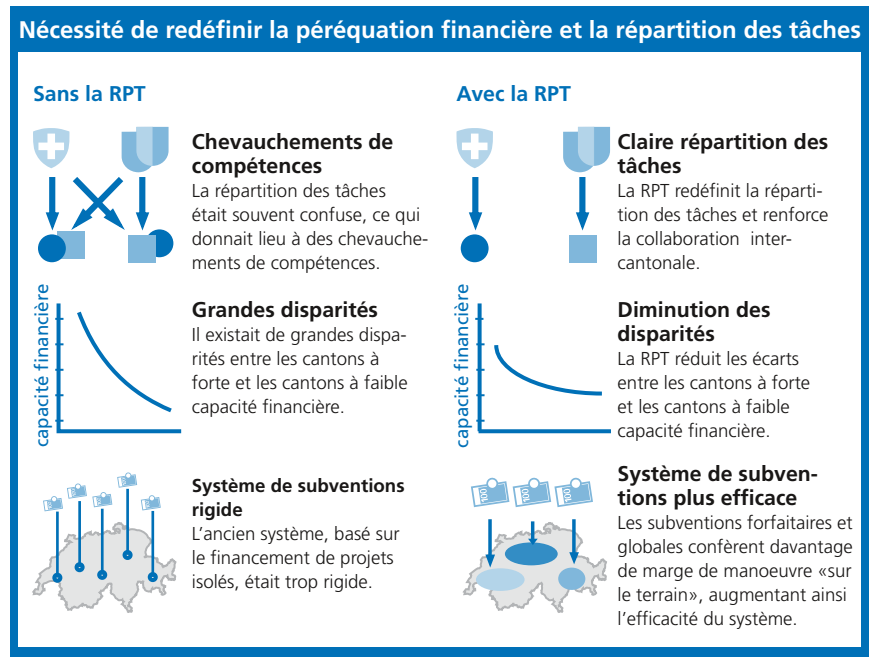 Nécessité de redéfinir la péréquation financière et la répartition des tâches
Sans la RPT
Chevauchements de
compétences
La répartition des tâches
était souvent confuse, ce qui
donnait lieu à des chevauche-
ments de compétences.
capacité financière
Grandes disparités
Il existait de grandes dispa-
rités entre les cantons à
forte et les cantons à faible
capacité financière.
Système de subventions
rigide
L'ancien système, basé sur
le financement de projets
isolés, était trop rigide.
Avec la RPT
Claire répartition des
tâches
La RPT redéfinit la réparti-
tion des tâches et renforce
la collaboration inter-
cantonale.
capacité financière
Diminution des
disparités
La RPT réduit les écarts
entre les cantons à forte
et les cantons à faible
capacité financière.
100
100
100
Système de subven-
tions plus efficace
Les subventions forfaitaires et
globales confèrent davantage
de marge de manoeuvre «sur
le terrain», augmentant ainsi
l'efficacité du système.